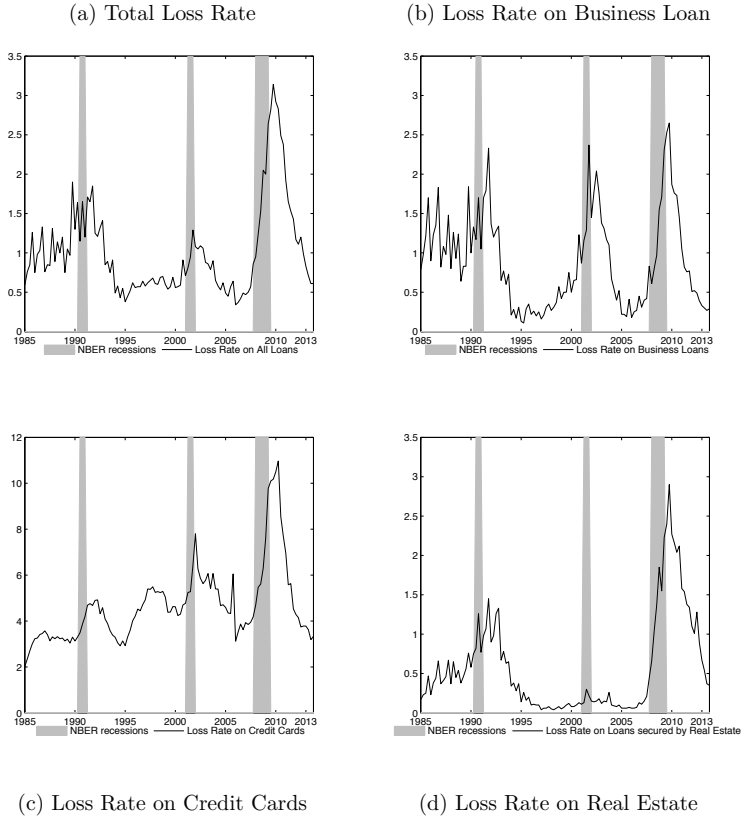 (a) Total Loss Rate
(b) Loss Rate on Business Loan
3.5
3
2.5
2
1.5
1
0.5
0
1985 1990 1995 2000 2005 2010 2013
NBER recessions Loss Rate on All Loans
3.5
3
2.5
2
1.5
1
0.5
0
1985 1990 1995 2000 2005 2010 2013
NBER recessions Loss Rate on Business Loans
12
10
8
6
4
2
0
1985 1990 1995 2000 2005 2010 2013
NBER recessions Loss Rate on Credit Cards
3.5
3
2.5
2
1.5
1
0.5
0
1985 1990 1995 2000 2005 2010 2013
NBER recessions Loss Rate on Loans secured by Real Estate
(c) Loss Rate on Credit Cards
(d) Loss Rate on Real Estate